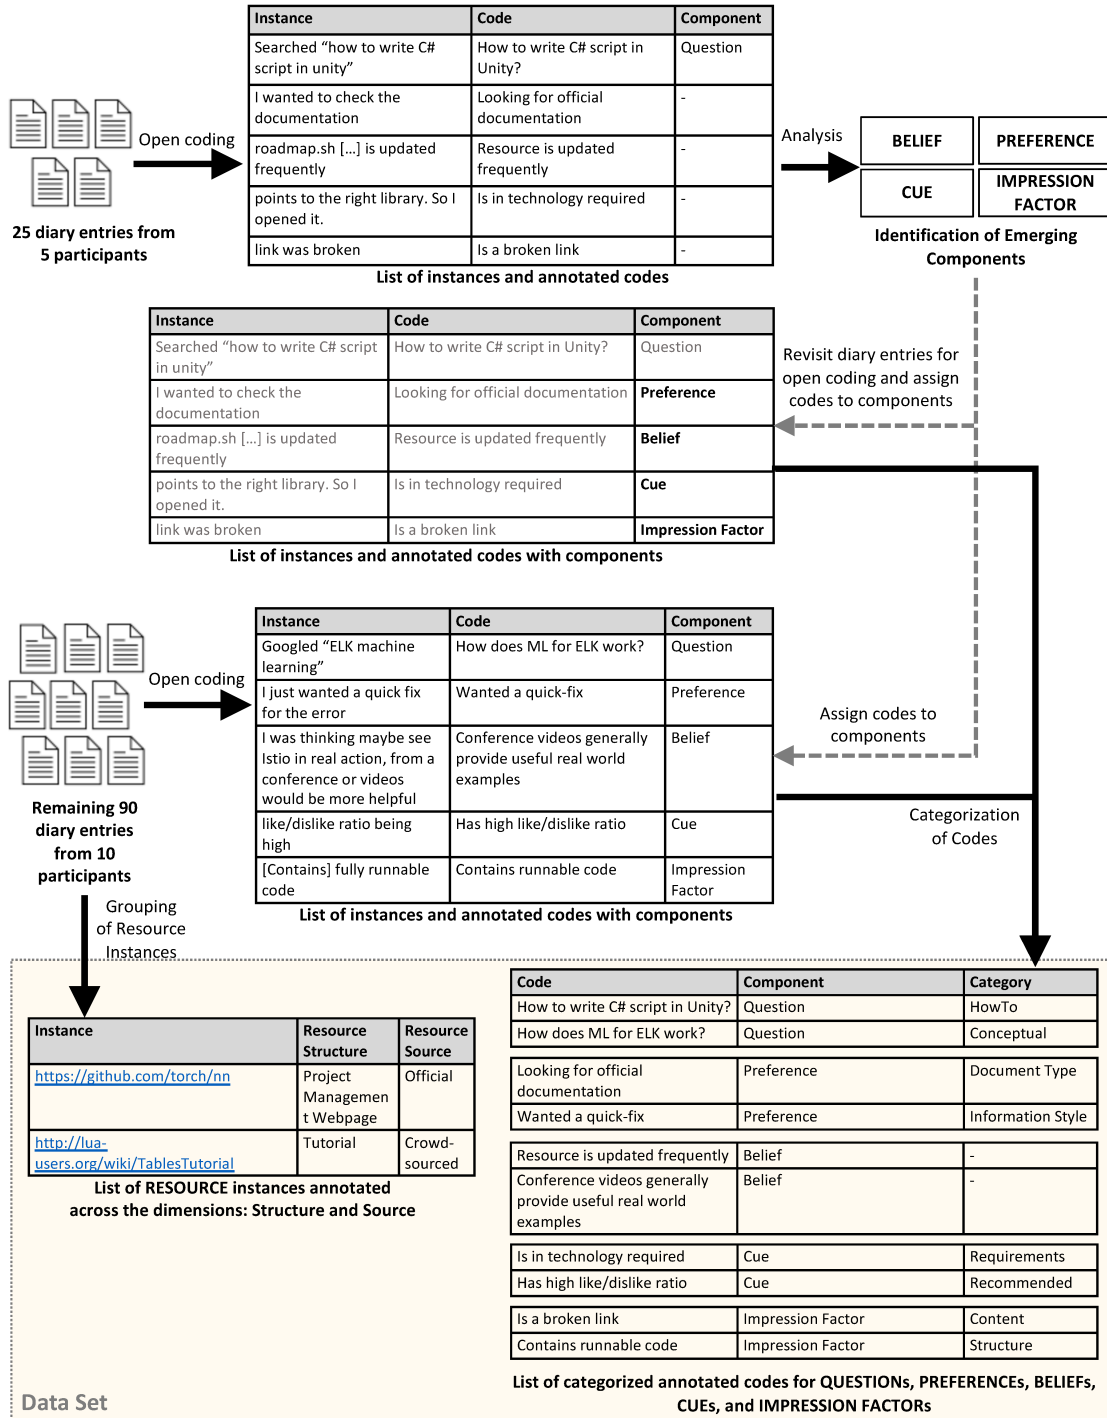 Instance Code Component
Searched “how to write C# How to write C# script in Question
script in unity” Unity?
I wanted to check the Looking for official -
documentation documentation
roadmap.sh […] is updated Resource is updated -
frequently frequently
points to the right library. So I Is in technology required -
opened it.
link was broken Is a broken link -
List of instances and annotated codes
Open coding
25 diary entries from
5 participants
Analysis
BELIEF PREFERENCE
CUE IMPRESSION
FACTOR
Identification of Emerging
Components
Instance Code Component
Searched “how to write C# script How to write C# script in Unity? Question
in unity”
I wanted to check the Looking for official documentation Preference
documentation
roadmap.sh […] is updated Resource is updated frequently Belief
frequently
points to the right library. So I Is in technology required Cue
opened it.
link was broken Is a broken link Impression Factor
List of instances and annotated codes with components
Revisit diary entries for
open coding and assign
codes to components
Open coding
Remaining 90
diary entries
from 10
participants
Instance Code Component
Googled “ELK machine How does ML for ELK work? Question
learning”
I just wanted a quick fix Wanted a quick-fix Preference
for the error
I was thinking maybe see Conference videos generally Belief
Istio in real action, from a provide useful real world
conference or videos examples
would be more helpful
like/dislike ratio being Has high like/dislike ratio Cue
high
[Contains] fully runnable Contains runnable code Impression
code Factor
List of instances and annotated codes with components
Assign codes to
components
Categorization
of Codes
Grouping
of Resource
Instances
Instance Resource Resource
Structure Source
https://github.com/torch/nn Project Official
Managemen
t Webpage
http://lua- Tutorial Crowd-
users.org/wiki/TablesTutorial sourced
List of RESOURCE instances annotated
across the dimensions: Structure and Source
Code Component Category
How to write C# script in Unity? Question HowTo
How does ML for ELK work? Question Conceptual
Looking for official Preference Document Type
documentation
Wanted a quick-fix Preference Information Style
Resource is updated frequently Belief -
Conference videos generally Belief -
provide useful real world
examples
Is in technology required Cue Requirements
Has high like/dislike ratio Cue Recommended
Is a broken link Impression Factor Content
Contains runnable code Impression Factor Structure
List of categorized annotated codes for QUESTIONs, PREFERENCEs, BELIEFs,
CUEs, and IMPRESSION FACTORs
Data Set